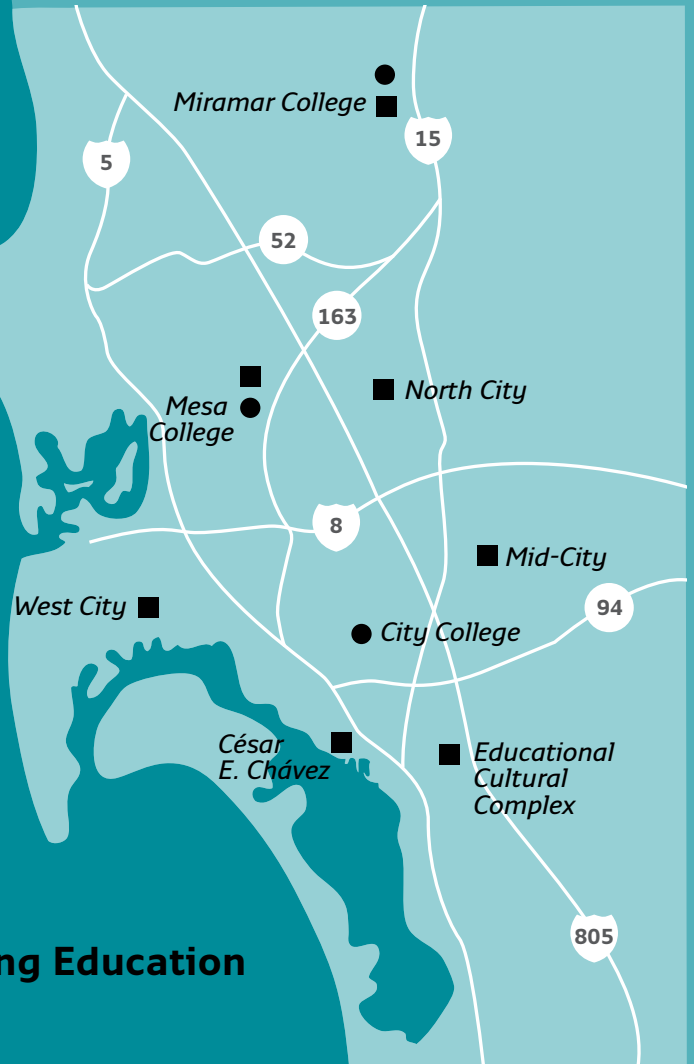 Miramar College
15
5
52
163
North City
Mesa
College
8
Mid-City
West City
94
City College
César
E. Chávez
Educational
Cultural
Complex
805
ng Education